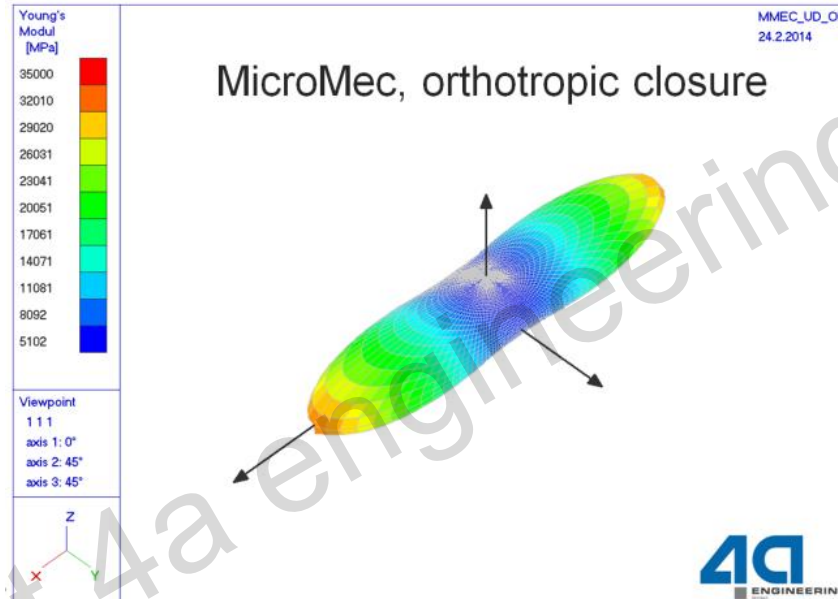 Young's
Modul
[MPa]
35000
32010
29020
26031
23041
20051
17061
14071
11081
8092
5102
Viewpoint
1 1 1
axis 1: 0°
axis 2: 45°
axis 3: 45°
Z
X
Y
MMEC_UD_O
24.2.2014
MicroMec, orthotropic closure
t 4a engineering
4a
ENGINEERIN